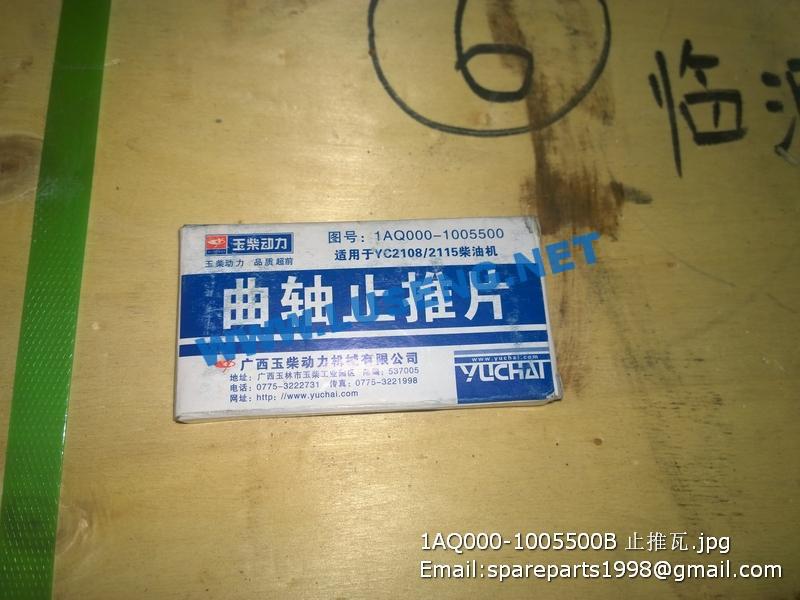 6
临
玉柴动力
玉柴动力 品质超前
图号：1AQ000-1005500
适用于YC2108/2115柴油机
曲轴止推片
WWW.LUSENG.NET
广西玉柴动力机械有限公司
地址：广西玉林市玉柴工业园区 邮编：537005
电话：0775-3222731 传真：0775-3221998
网址：http://www.yuchai.com
www.yuchai.com
YUCHAI
1AQ000-1005500B 止推瓦.jpg
Email:spareparts1998@gmail.com